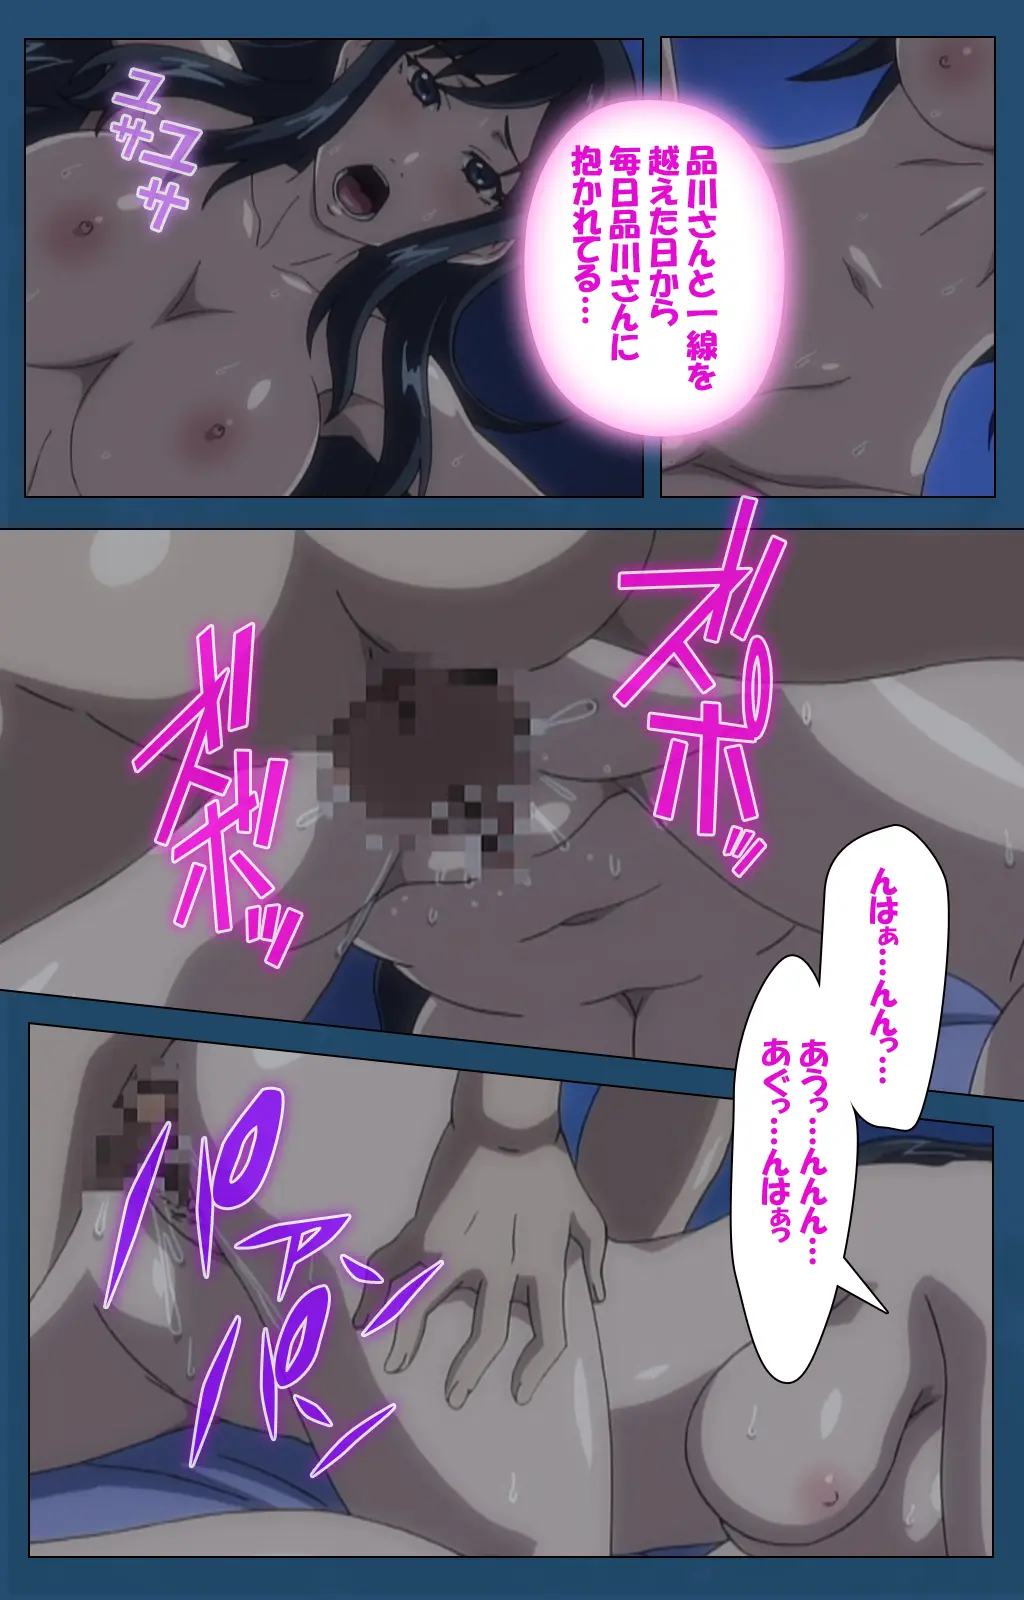 品川さんと一線を
越えた日から
毎日品川さんに
抱かれてる…
ユサユサ
ズボッ
ズボッ
んはぁ…んんっ…
あうっ…んんん…
あぐっ…んはぁっ
パァン
パン